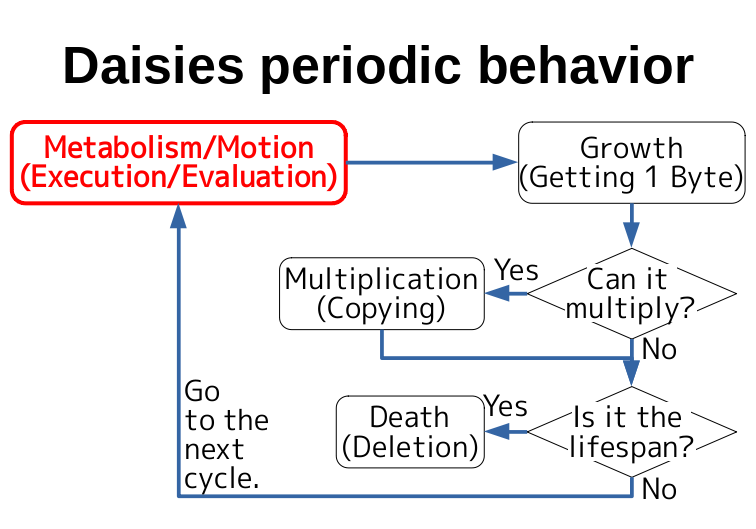 Daisies periodic behavior
Metabolism/Motion
(Execution/Evaluation)
Growth
(Getting 1 Byte)
Can it
multiply?
Yes
Multiplication
(Copying)
No
Is it the
lifespan?
Yes
Death
(Deletion)
No
Go
to the
next
cycle.